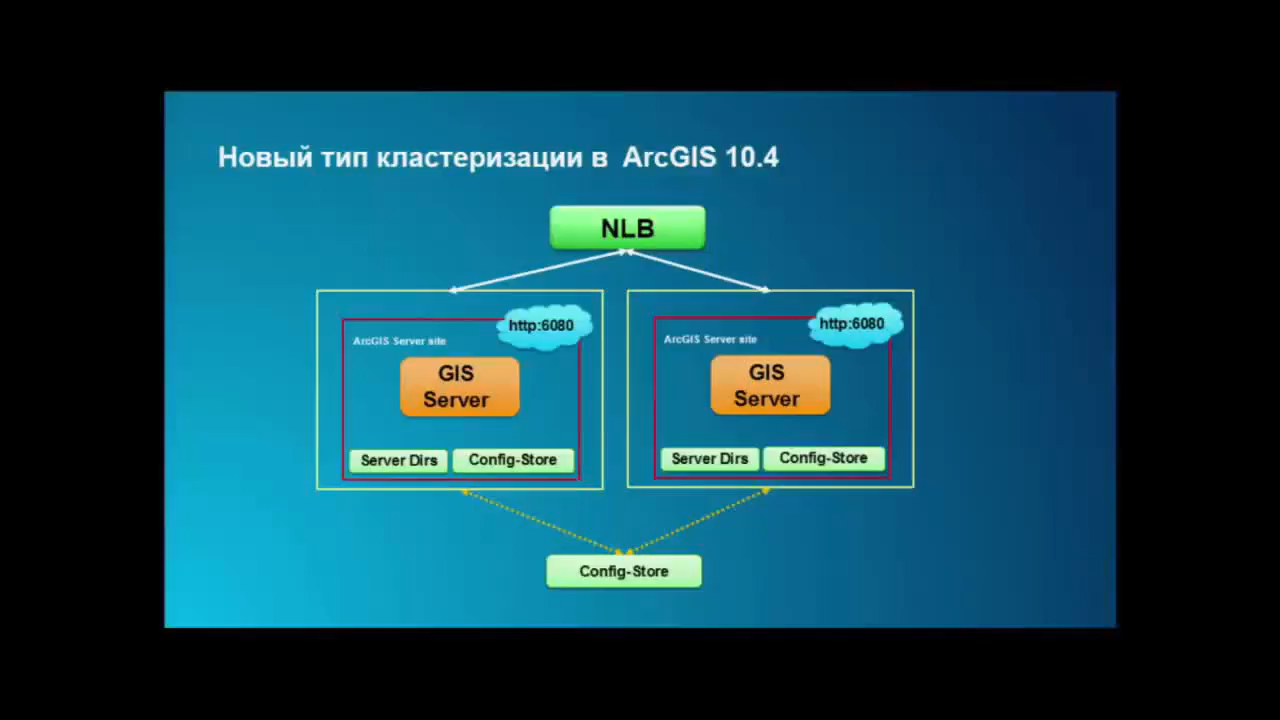 Новый тип кластеризации в ArcGIS 10.4
NLB
http:6080
ArcGIS Server site
GIS
Server
Server Dirs
Config-Store
http:6080
ArcGIS Server site
GIS
Server
Server Dirs
Config-Store
Config-Store